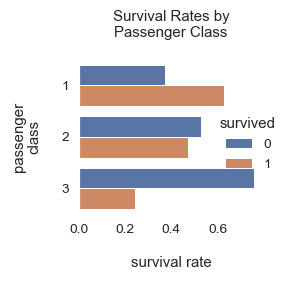 Survival Rates by
Passenger Class
passenger
class
1
2
3
survived
0
1
0.0 0.2 0.4 0.6
survival rate